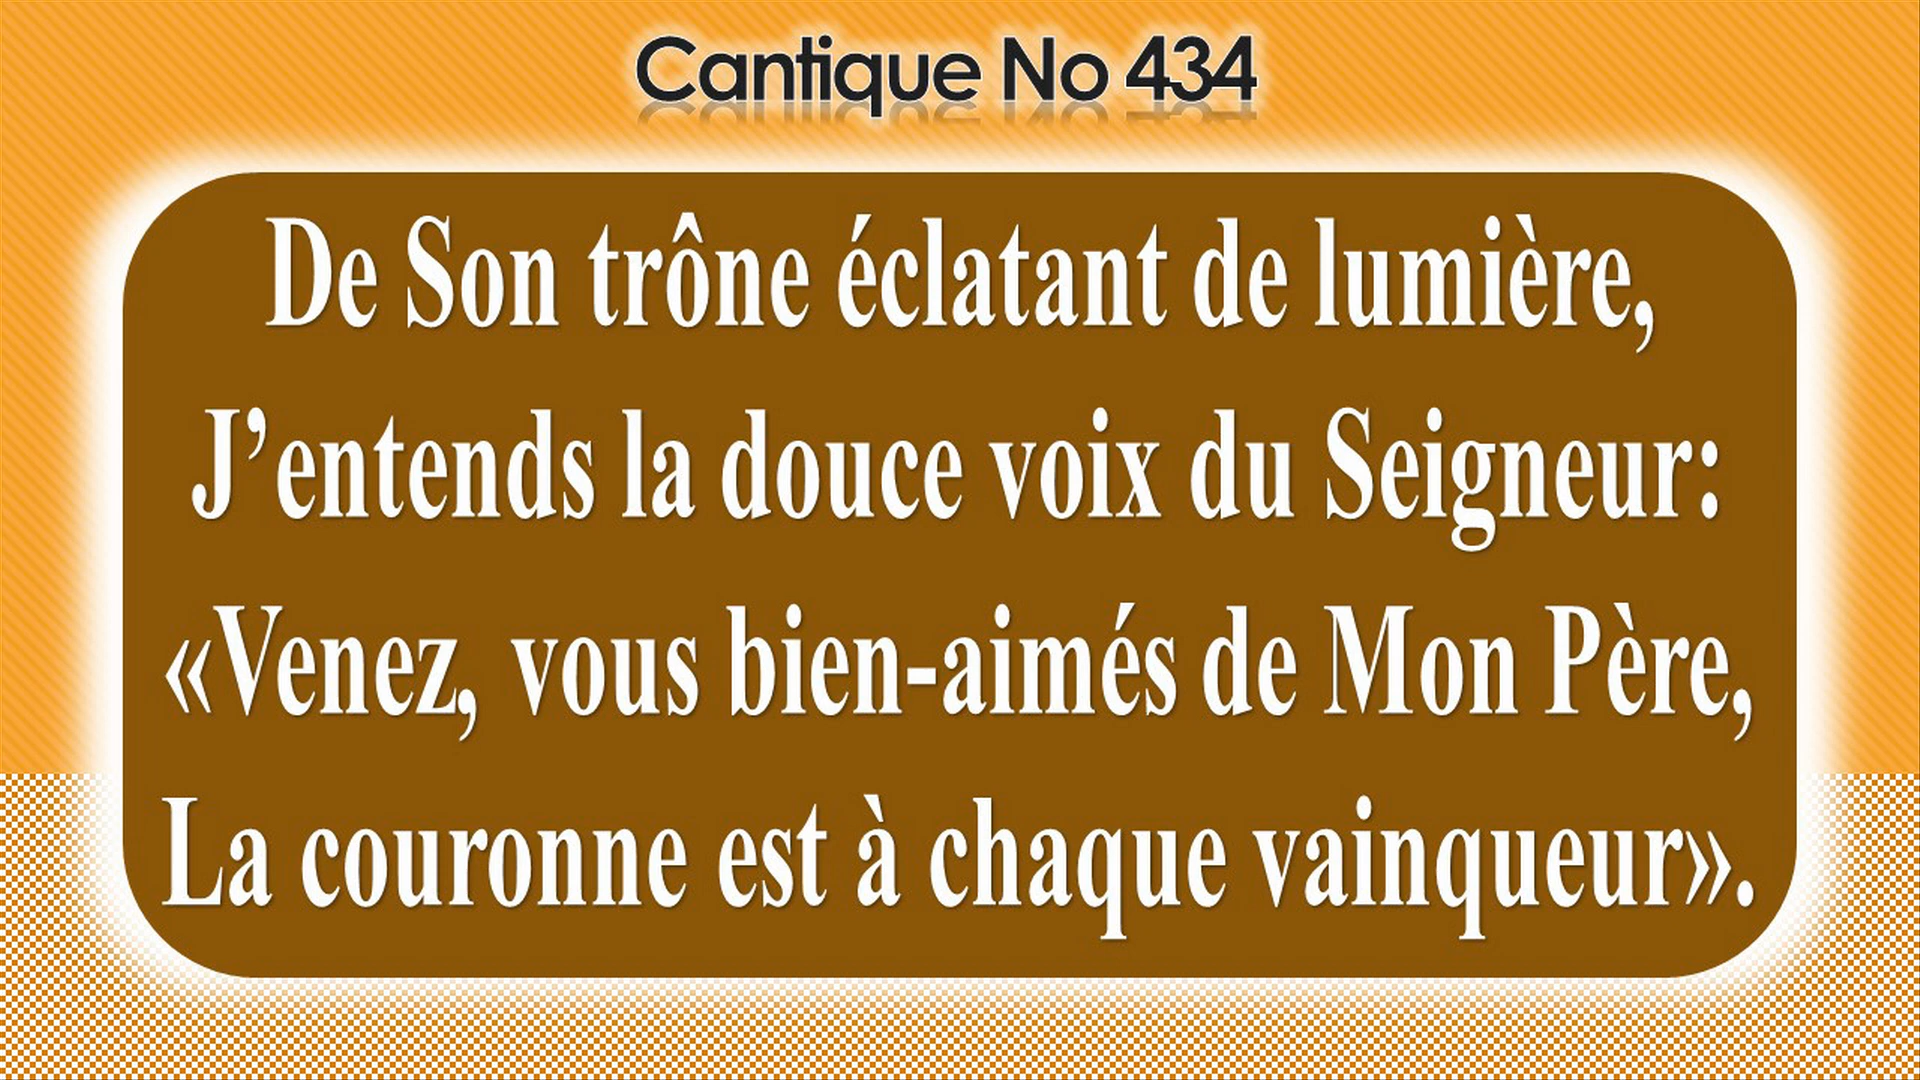 Cantique No 434
De Son trône éclatant de lumière,
J’entends la douce voix du Seigneur:
«Venez, vous bien-aimés de Mon Père,
La couronne est à chaque vainqueur».